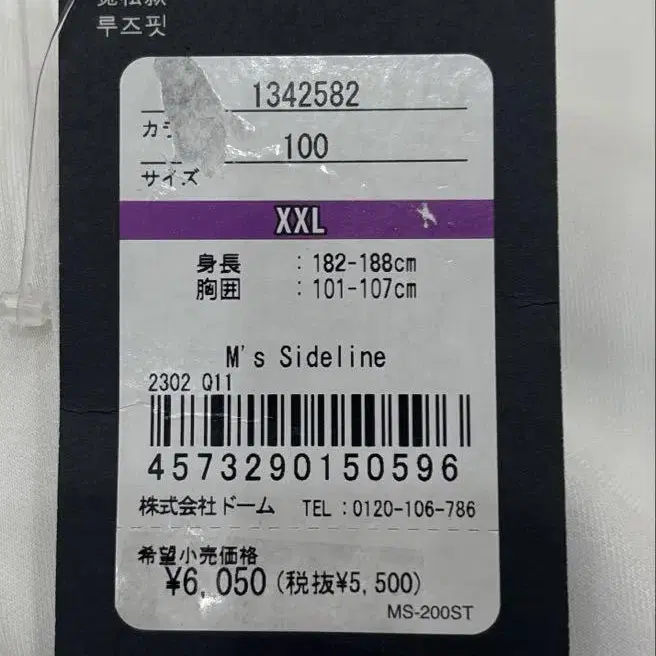 루즈핏
1342582
カラ
100
サイズ
XXL
身長 : 182-188cm
胸囲 : 101-107cm
M's Sideline
2302 Q11
4573290150596
株式会社ドーム TEL:0120-106-786
希望小売価格
¥6,050(税抜¥5,500)
MS-200ST